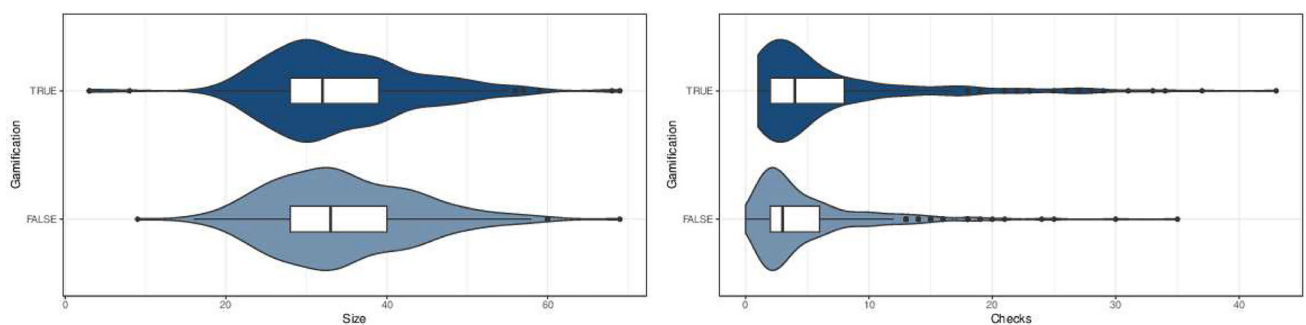 Gamification
TRUE
FALSE
0 20 40 60
Size
Gamification
TRUE
FALSE
0 10 20 30 40
Checks